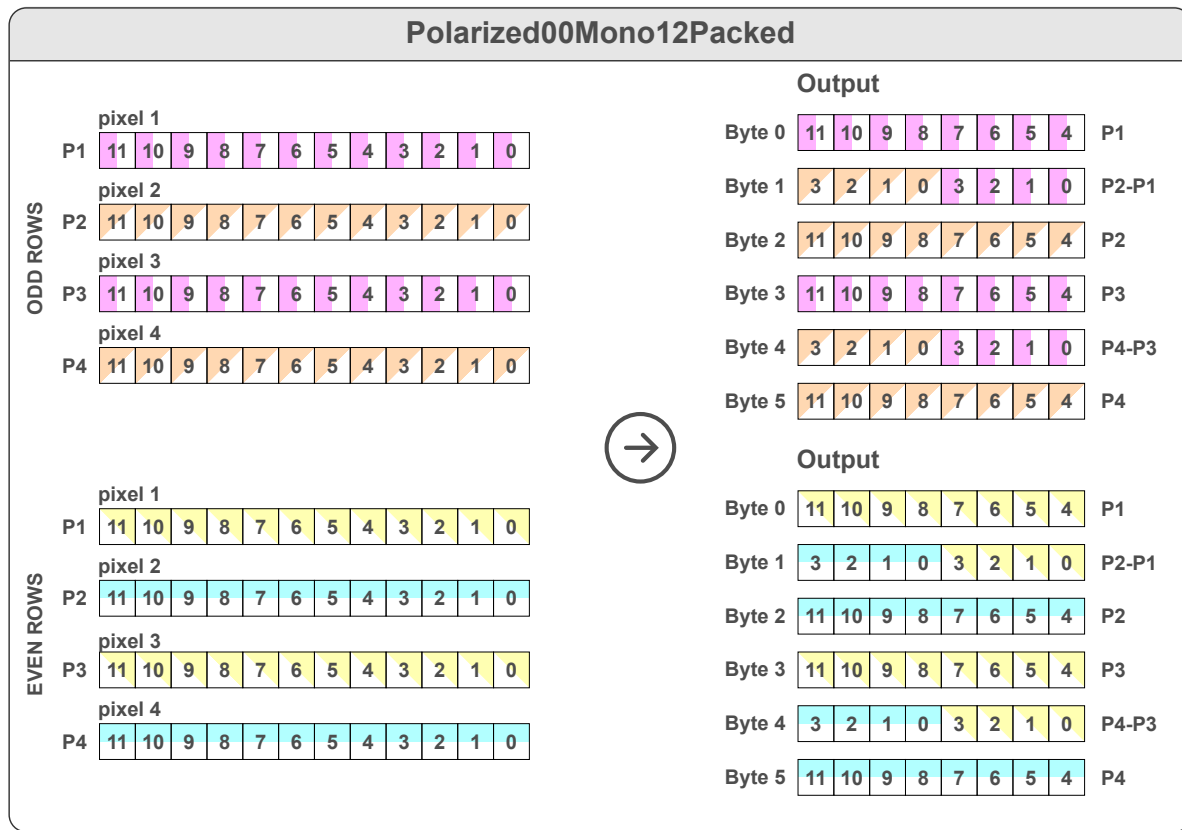 Polarized00Mono12Packed
ODD ROWS
pixel 1
P1 11 10 9 8 7 6 5 4 3 2 1 0
pixel 2
P2 11 10 9 8 7 6 5 4 3 2 1 0
pixel 3
P3 11 10 9 8 7 6 5 4 3 2 1 0
pixel 4
P4 11 10 9 8 7 6 5 4 3 2 1 0
Output
Byte 0 11 10 9 8 7 6 5 4 P1
Byte 1 3 2 1 0 3 2 1 0 P2-P1
Byte 2 11 10 9 8 7 6 5 4 P2
Byte 3 11 10 9 8 7 6 5 4 P3
Byte 4 3 2 1 0 3 2 1 0 P4-P3
Byte 5 11 10 9 8 7 6 5 4 P4
EVEN ROWS
pixel 1
P1 11 10 9 8 7 6 5 4 3 2 1 0
pixel 2
P2 11 10 9 8 7 6 5 4 3 2 1 0
pixel 3
P3 11 10 9 8 7 6 5 4 3 2 1 0
pixel 4
P4 11 10 9 8 7 6 5 4 3 2 1 0
Output
Byte 0 11 10 9 8 7 6 5 4 P1
Byte 1 3 2 1 0 3 2 1 0 P2-P1
Byte 2 11 10 9 8 7 6 5 4 P2
Byte 3 11 10 9 8 7 6 5 4 P3
Byte 4 3 2 1 0 3 2 1 0 P4-P3
Byte 5 11 10 9 8 7 6 5 4 P4